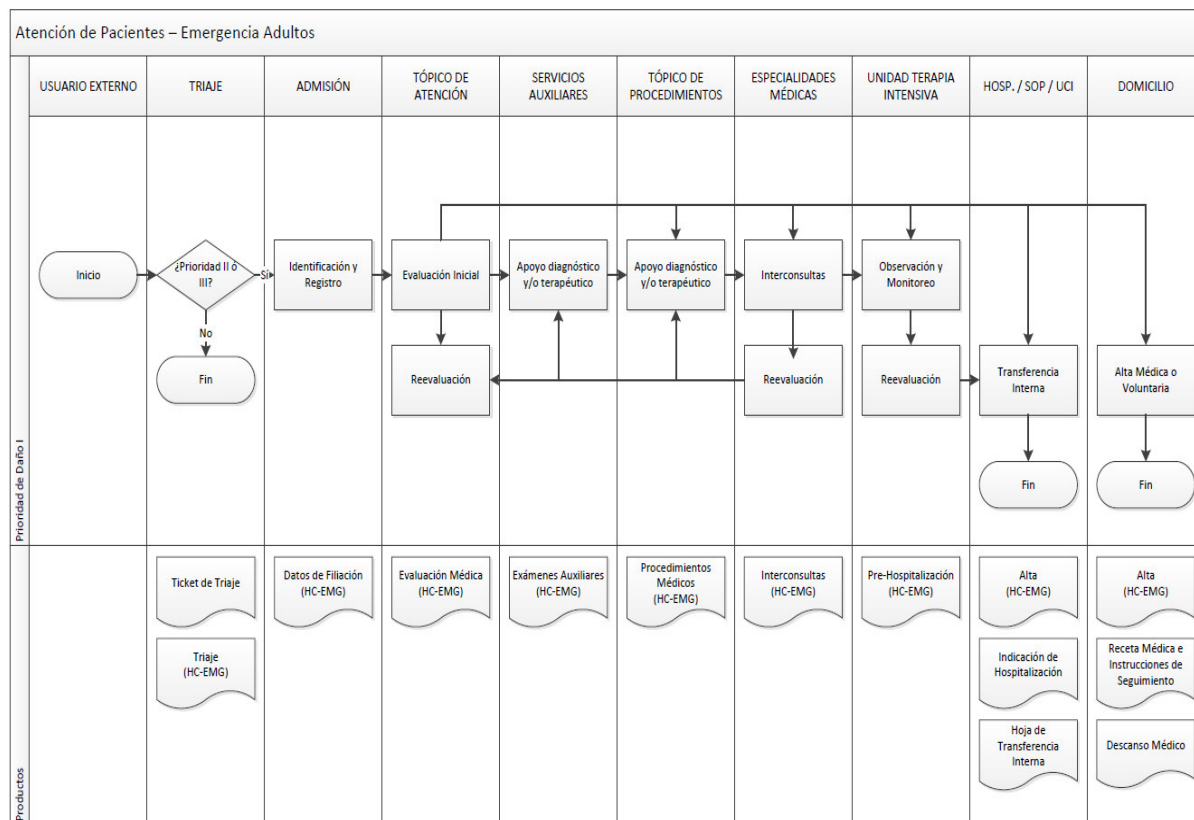 Atención de Pacientes – Emergencia Adultos
USUARIO EXTERNO
TRIAJE
ADMISIÓN
TÓPICO DE
ATENCIÓN
SERVICIOS
AUXILIARES
TÓPICO DE
PROCEDIMIENTOS
ESPECIALIDADES
MÉDICAS
UNIDAD TERAPIA
INTENSIVA
HOSP. / SOP / UCI
DOMICILIO
Prioridad de Daño I
Inicio
¿Prioridad II ó
III?
Sí
Identificación y
Registro
Evaluación Inicial
Apoyo diagnóstico
y/o terapéutico
Apoyo diagnóstico
y/o terapéutico
Interconsultas
Observación y
Monitoreo
No
Fin
Reevaluación
Reevaluación
Reevaluación
Transferencia
Interna
Alta Médica o
Voluntaria
Fin
Fin
Productos
Ticket de Triaje
Datos de Filiación
(HC-EMG)
Evaluación Médica
(HC-EMG)
Exámenes Auxiliares
(HC-EMG)
Procedimientos
Médicos
(HC-EMG)
Interconsultas
(HC-EMG)
Pre-Hospitalización
(HC-EMG)
Alta
(HC-EMG)
Alta
(HC-EMG)
Triaje
(HC-EMG)
Indicación de
Hospitalización
Receta Médica e
Instrucciones de
Seguimiento
Hoja de
Transferencia
Interna
Descanso Médico